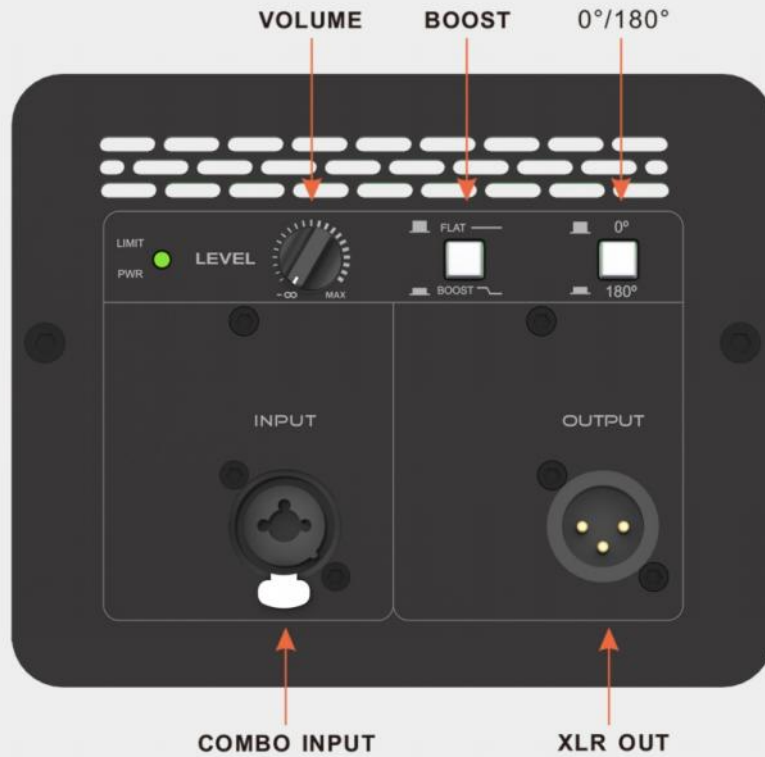 VOLUME BOOST 0°/180°
LIMIT
PWR
LEVEL
-∞ MAX
FLAT
BOOST
0°
180°
INPUT
OUTPUT
COMBO INPUT
XLR OUT